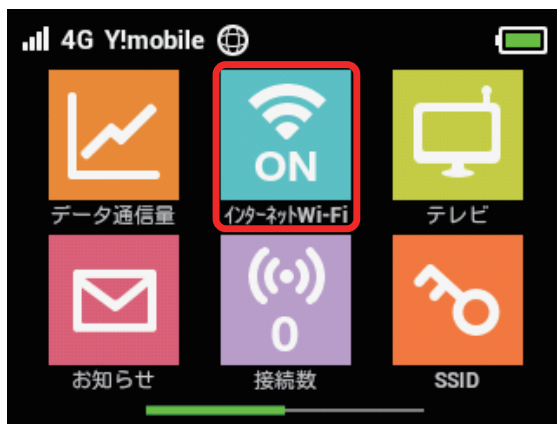 4G Y!mobile
ON
データ通信量
インターネットWi-Fi
テレビ
0
お知らせ
接続数
SSID